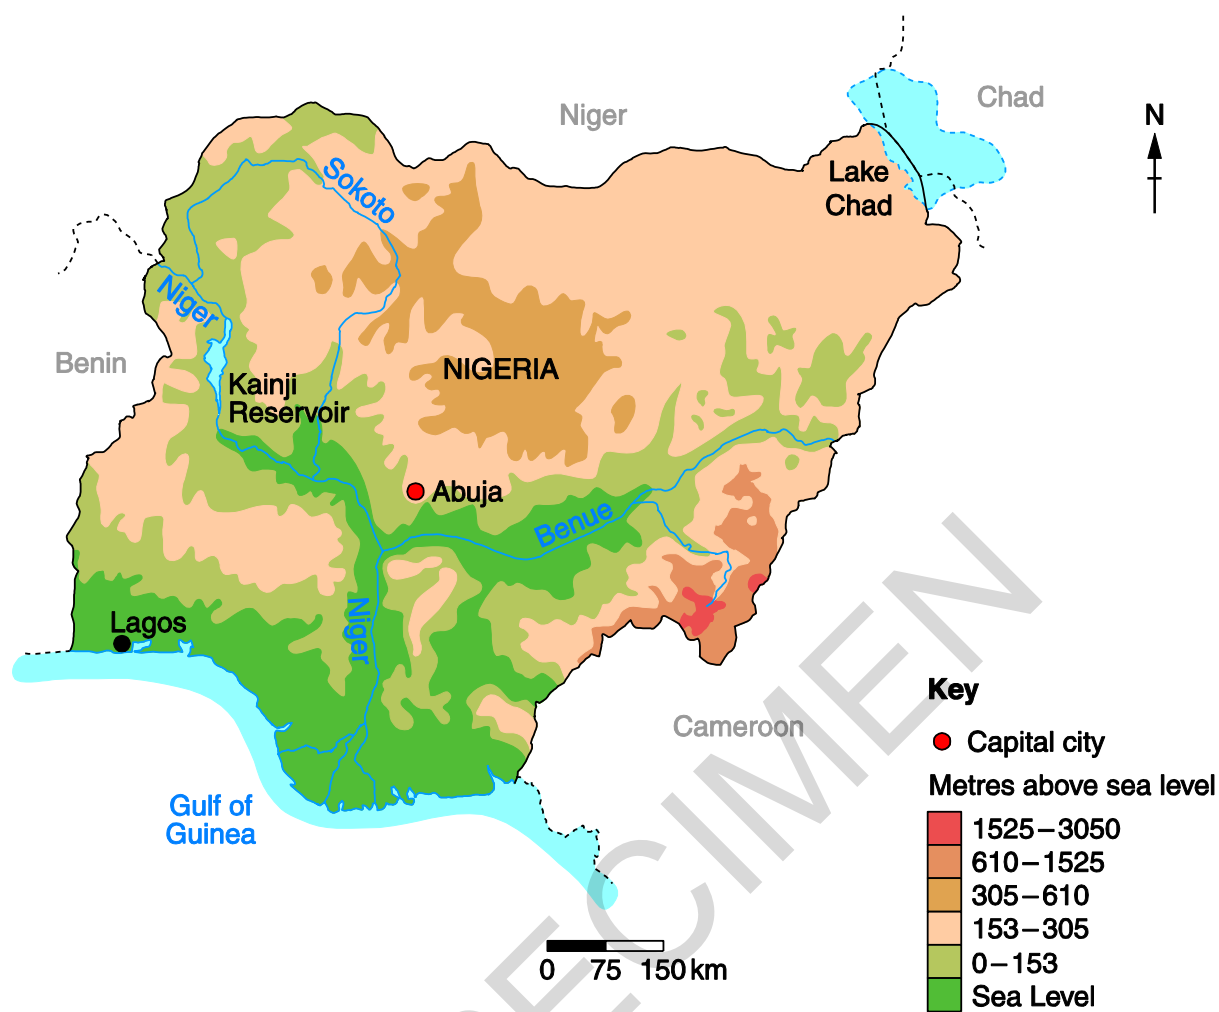 Niger
Chad
N
Lake
Chad
Sokoto
Niger
Benin
NIGERIA
Kainji
Reservoir
Abuja
Benue
Niger
Lagos
Cameroon
Gulf of
Guinea
Key
Capital city
Metres above sea level
1525–3050
610–1525
305–610
153–305
0–153
Sea Level
0 75 150 km
SPECIMEN